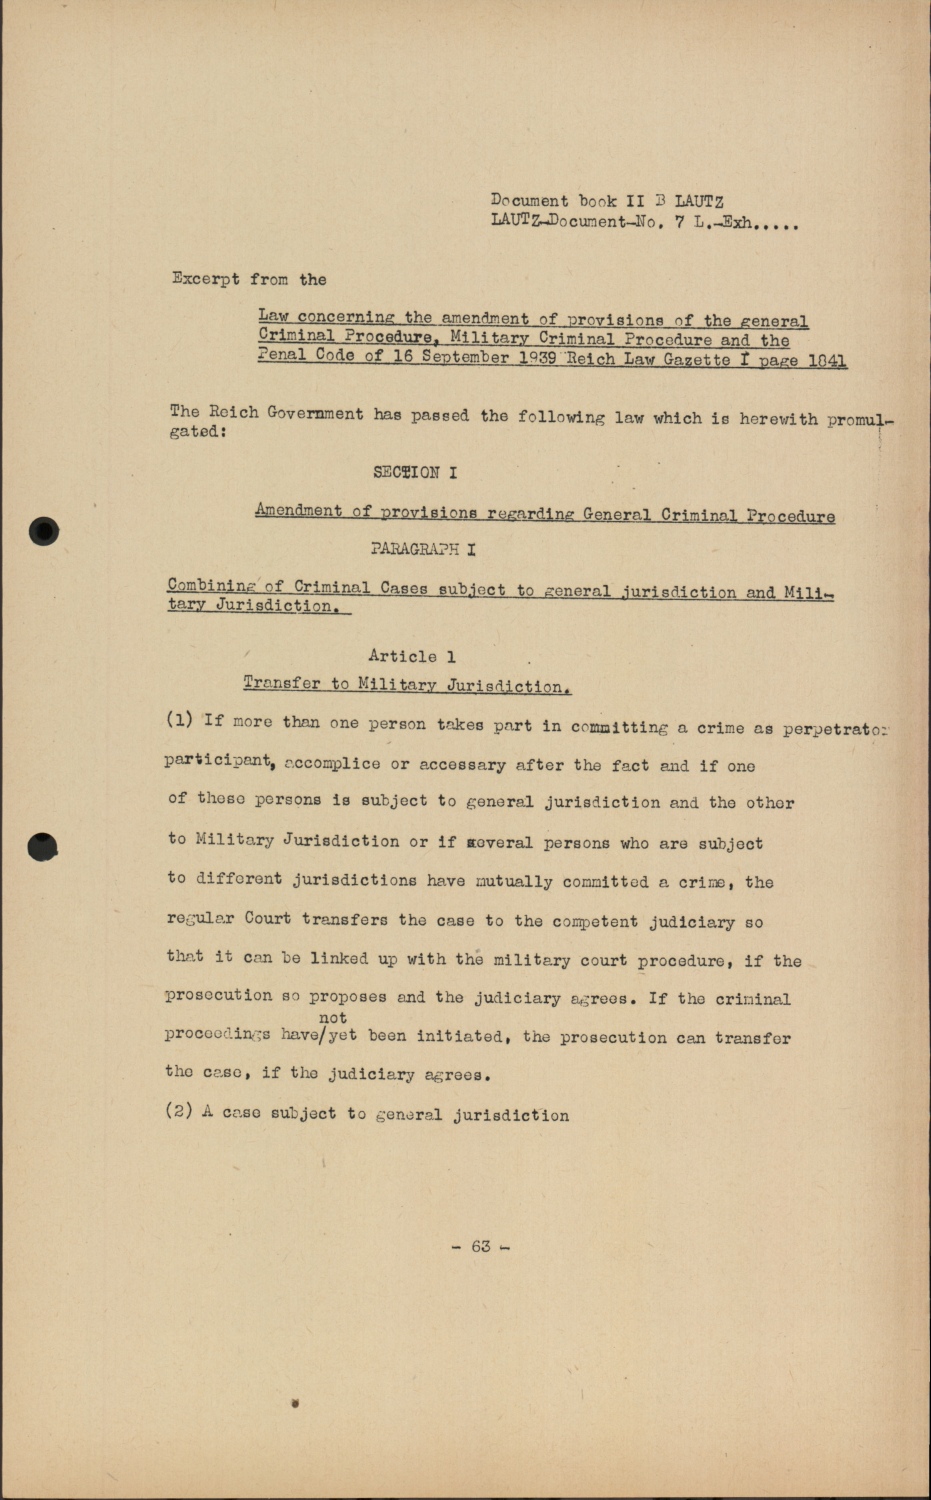 Document book II B LAUTZ
LAUTZ-Document-No. 7 L.-Exh.....
Excerpt from the
Law concerning the amendment of provisions of the general
Criminal Procedure, Military Criminal Procedure and the
Penal Code of 16 September 1939 Reich Law Gazette I page 1841
The Reich Government has passed the following law which is herewith promul-
gated:
SECTION I
Amendment of provisions regarding General Criminal Procedure
PARAGRAPH I
Combining of Criminal Cases subject to general jurisdiction and Mili-
tary Jurisdiction.
Article 1
Transfer to Military Jurisdiction.
(1) If more than one person takes part in committing a crime as perpetrator
participant, accomplice or accessary after the fact and if one
of these persons is subject to general jurisdiction and the other
to Military Jurisdiction or if several persons who are subject
to different jurisdictions have mutually committed a crime, the
regular Court transfers the case to the competent judiciary so
that it can be linked up with the military court procedure, if the
prosecution so proposes and the judiciary agrees. If the criminal
not
proceedings have/yet been initiated, the prosecution can transfer
the case, if the judiciary agrees.
(2) A case subject to general jurisdiction
- 63 -